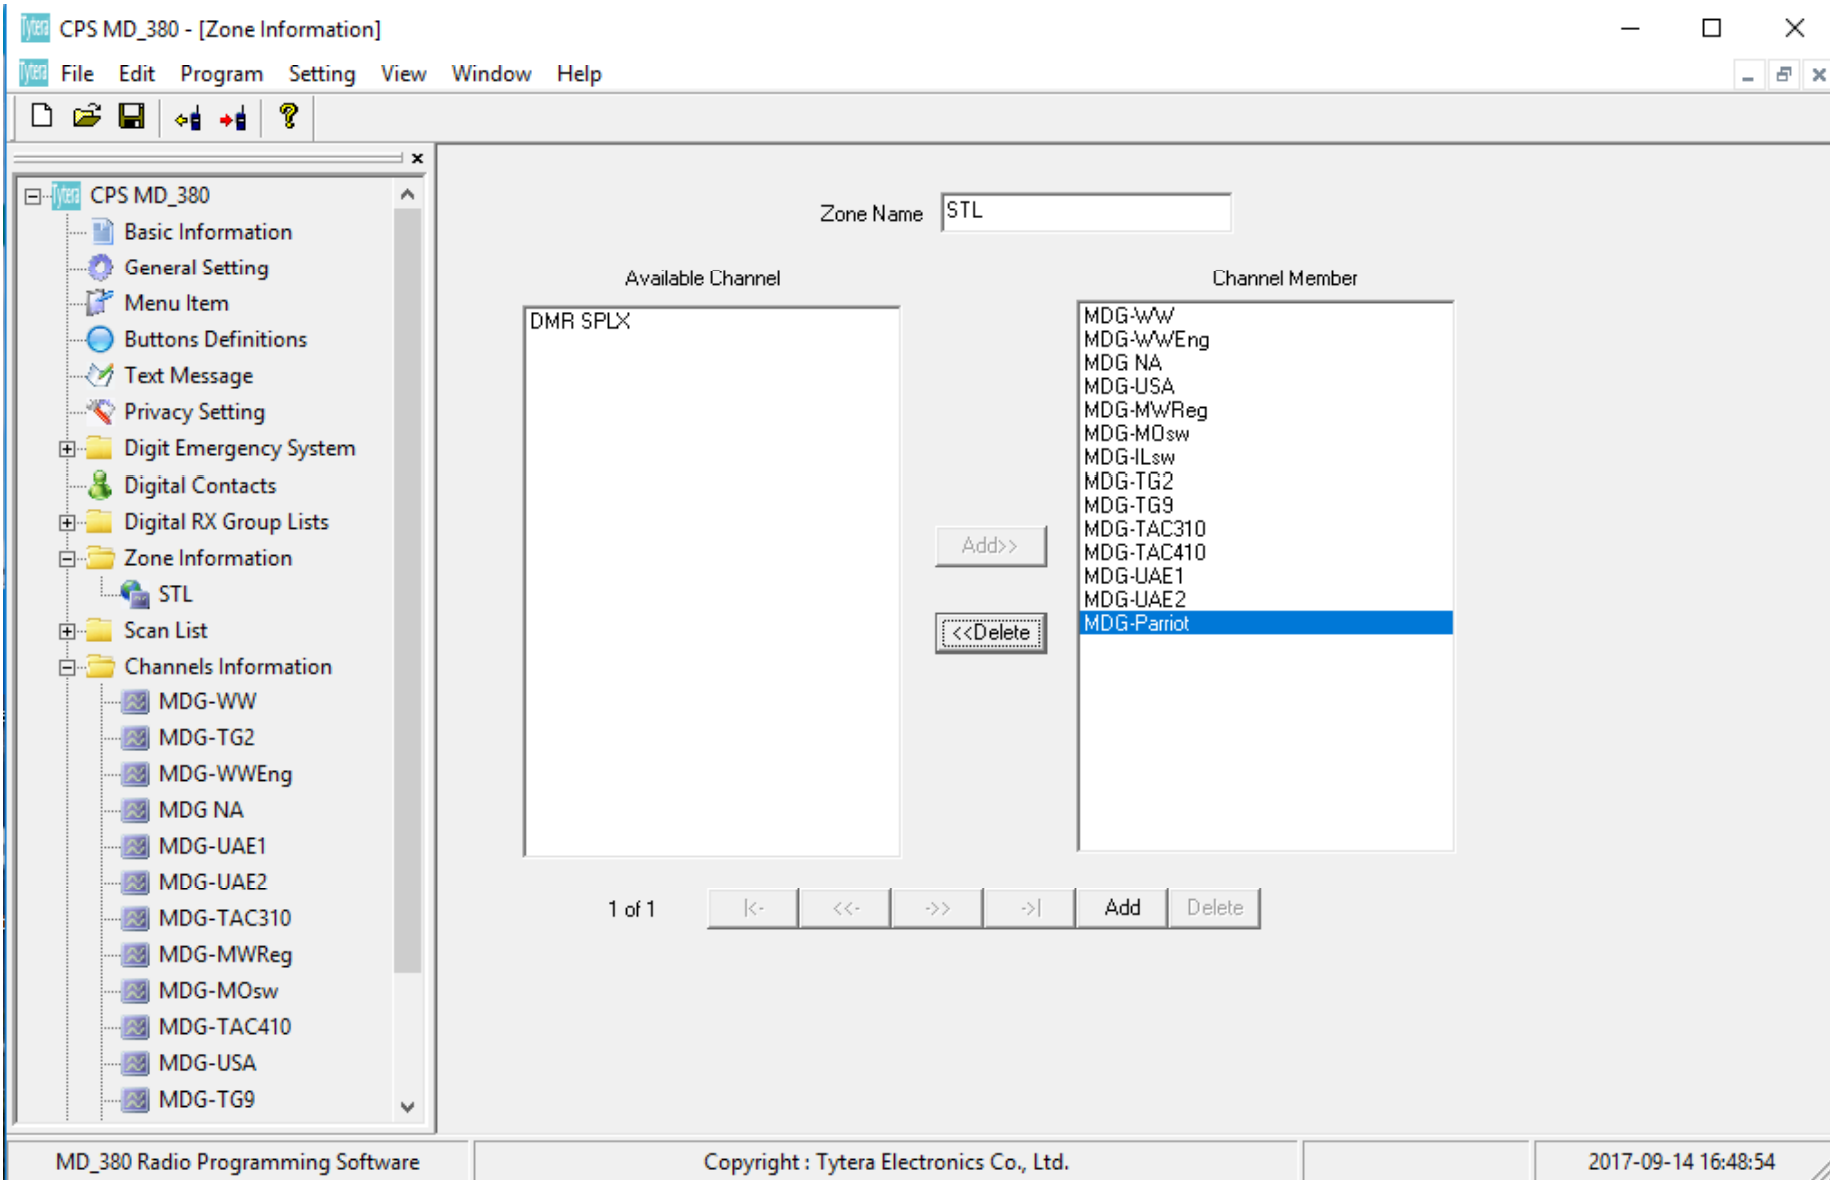 CPS MD_380 - [Zone Information]
File Edit Program Setting View Window Help
CPS MD_380
Basic Information
General Setting
Menu Item
Buttons Definitions
Text Message
Privacy Setting
Digit Emergency System
Digital Contacts
Digital RX Group Lists
Zone Information
STL
Scan List
Channels Information
MDG-WW
MDG-TG2
MDG-WWEng
MDG NA
MDG-UAE1
MDG-UAE2
MDG-TAC310
MDG-MWReg
MDG-MOsw
MDG-TAC410
MDG-USA
MDG-TG9
Zone Name STL
Available Channel
DMR SPLX
Add>>
<<Delete
Channel Member
MDG-WW
MDG-WWEng
MDG NA
MDG-USA
MDG-MWReg
MDG-MOsw
MDG-ILsw
MDG-TG2
MDG-TG9
MDG-TAC310
MDG-TAC410
MDG-UAE1
MDG-UAE2
MDG-Parriot
1 of 1 |<- <<- ->> ->| Add Delete
MD_380 Radio Programming Software Copyright : Tytera Electronics Co., Ltd. 2017-09-14 16:48:54